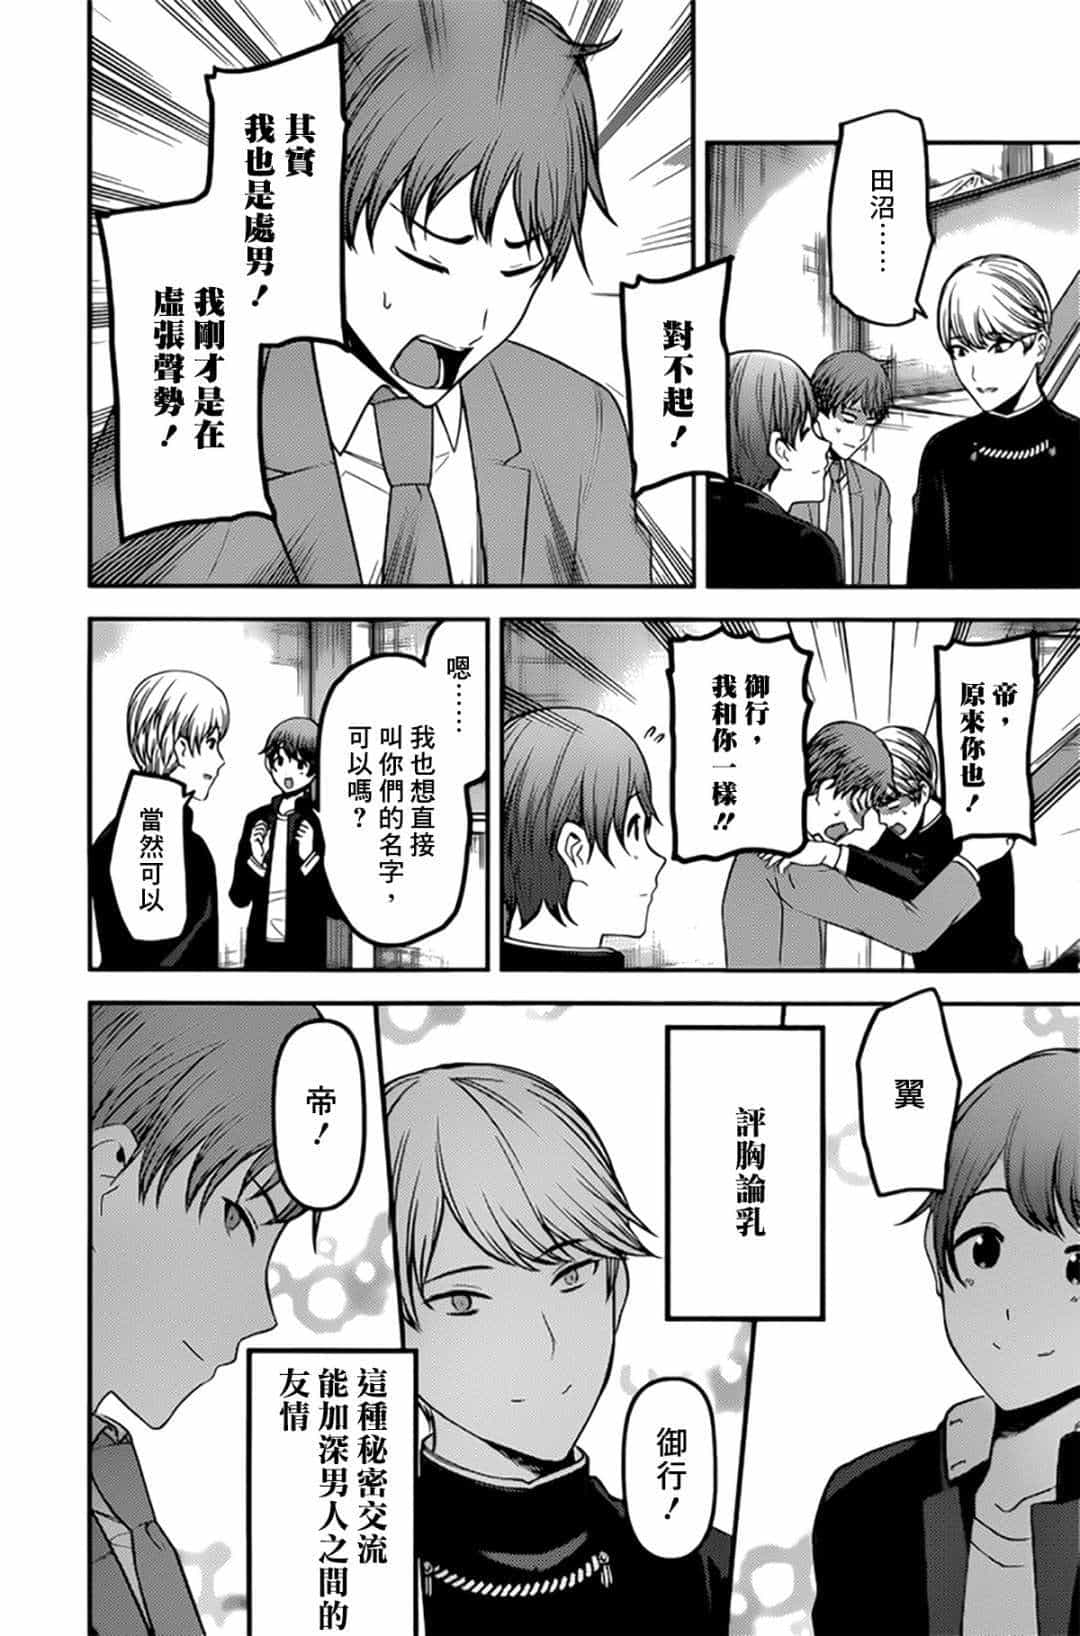 田沼……
對不起！
其實
我也是處男！
我剛才是在
虛張聲勢！
帝，
原來你也！
御行，
我和你一樣!!
嗯……
我也想直接
叫你們的名字，
可以嗎？
當然可以
翼
評胸論乳
御行！
帝！
這種秘密交流
能加深男人之間的
友情